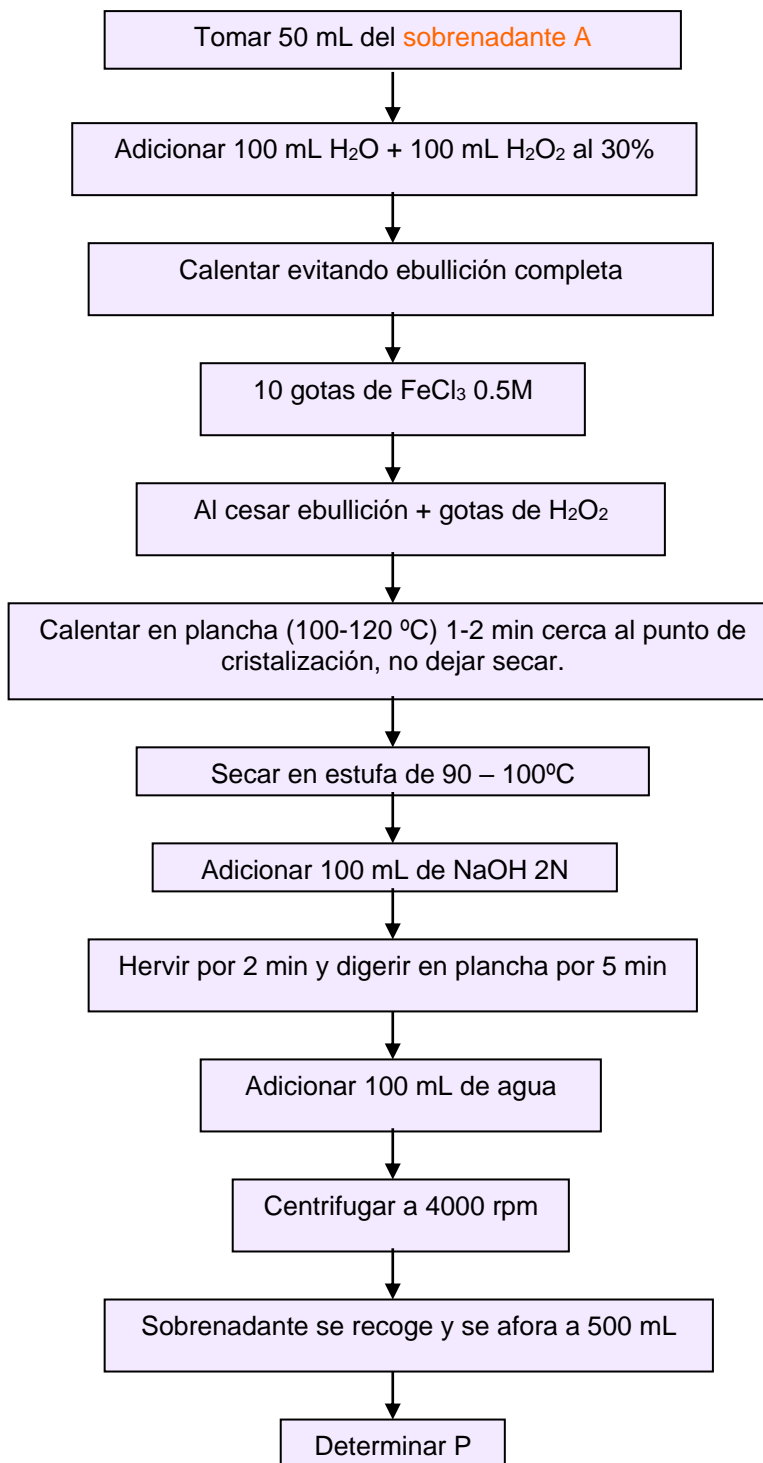 Tomar 50 mL del sobrenadante A
Adicionar 100 mL H₂O + 100 mL H₂O₂ al 30%
Calentar evitando ebullición completa
10 gotas de FeCl₃ 0.5M
Al cesar ebullición + gotas de H₂O₂
Calentar en plancha (100-120 ºC) 1-2 min cerca al punto de
cristalización, no dejar secar.
Secar en estufa de 90 – 100ºC
Adicionar 100 mL de NaOH 2N
Hervir por 2 min y digerir en plancha por 5 min
Adicionar 100 mL de agua
Centrifugar a 4000 rpm
Sobrenadante se recoge y se afora a 500 mL
Determinar P